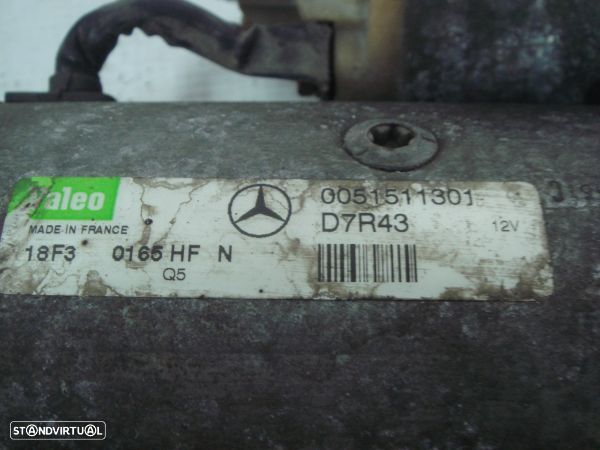 Valeo
MADE IN FRANCE
18F3 0165 HF N
Q5
0051511301
D7R43 12V
STANDVIRTUAL